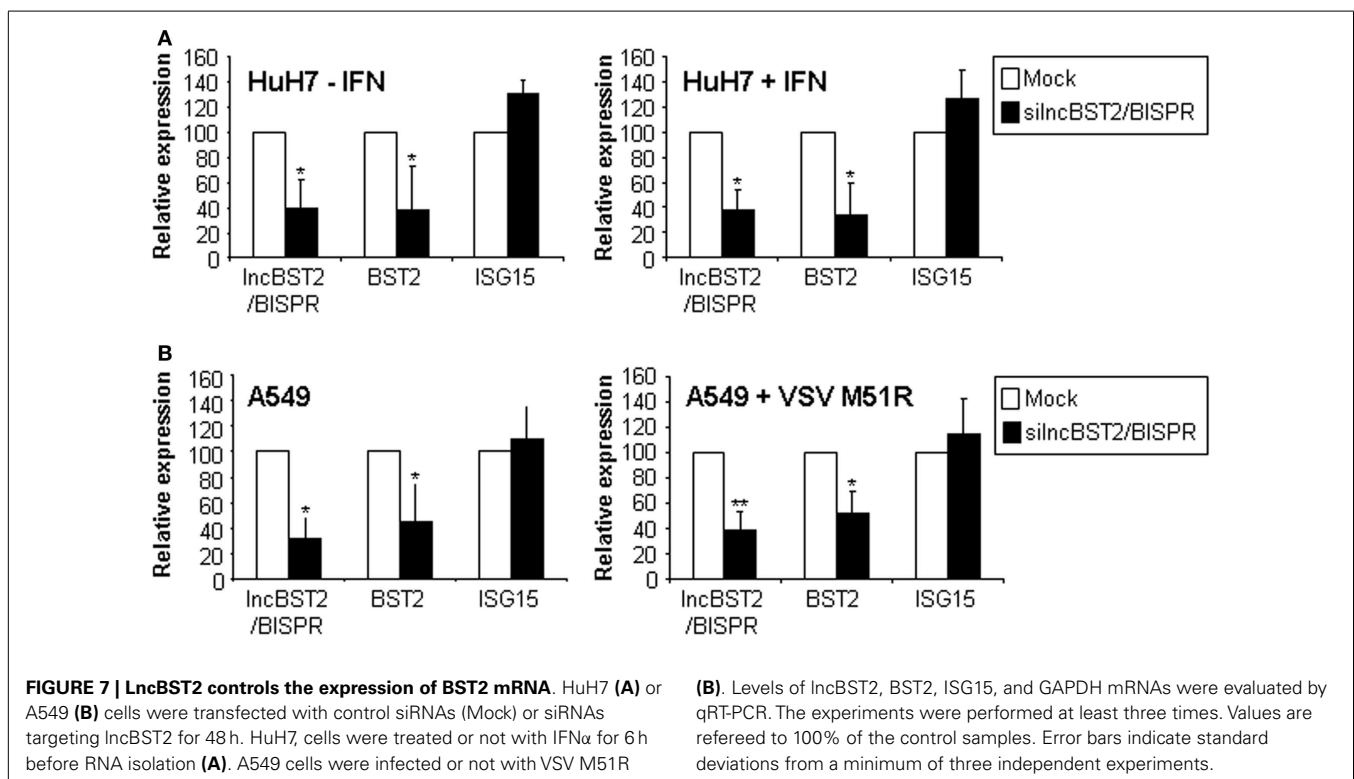 A
Relative expression
160
140
120
100
80
60
40
20
0
HuH7 - IFN
*
*
lncBST2
/BISPR
BST2
ISG15
Relative expression
160
140
120
100
80
60
40
20
0
HuH7 + IFN
*
*
lncBST2
/BISPR
BST2
ISG15
Mock
silncBST2/BISPR
B
Relative expression
160
140
120
100
80
60
40
20
0
A549
*
*
lncBST2
/BISPR
BST2
ISG15
Relative expression
160
140
120
100
80
60
40
20
0
A549 + VSV M51R
**
*
lncBST2
/BISPR
BST2
ISG15
Mock
silncBST2/BISPR
FIGURE 7 | LncBST2 controls the expression of BST2 mRNA. HuH7 (A) or
A549 (B) cells were transfected with control siRNAs (Mock) or siRNAs
targeting lncBST2 for 48 h. HuH7, cells were treated or not with IFNα for 6 h
before RNA isolation (A). A549 cells were infected or not with VSV M51R
(B). Levels of lncBST2, BST2, ISG15, and GAPDH mRNAs were evaluated by
qRT-PCR. The experiments were performed at least three times. Values are
refereed to 100% of the control samples. Error bars indicate standard
deviations from a minimum of three independent experiments.